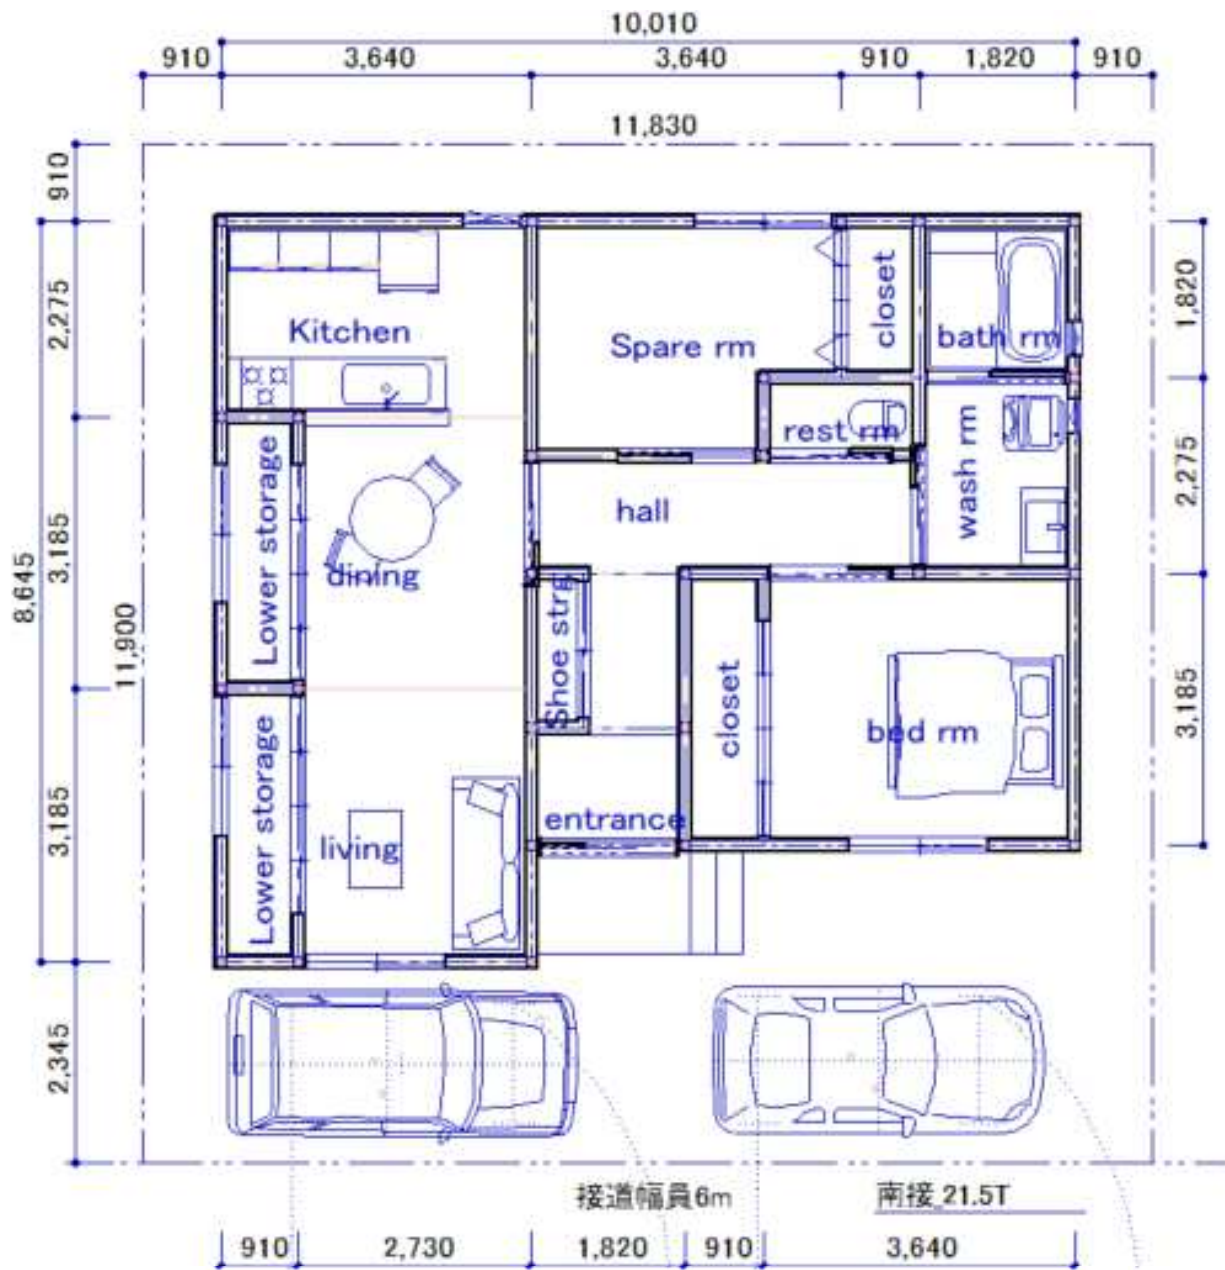 10,010
910 3,640 3,640 910 1,820 910
11,830
910
2,275
3,185
3,185
2,345
8,645
11,900
1,820
2,275
3,185
Kitchen
Spare rm
closet
bath rm
rest rm
wash rm
hall
Lower storage
dining
Shoe strg
closet
bed rm
Lower storage
living
entrance
接道幅員6m
南接_21.5T
910 2,730 1,820 910 3,640